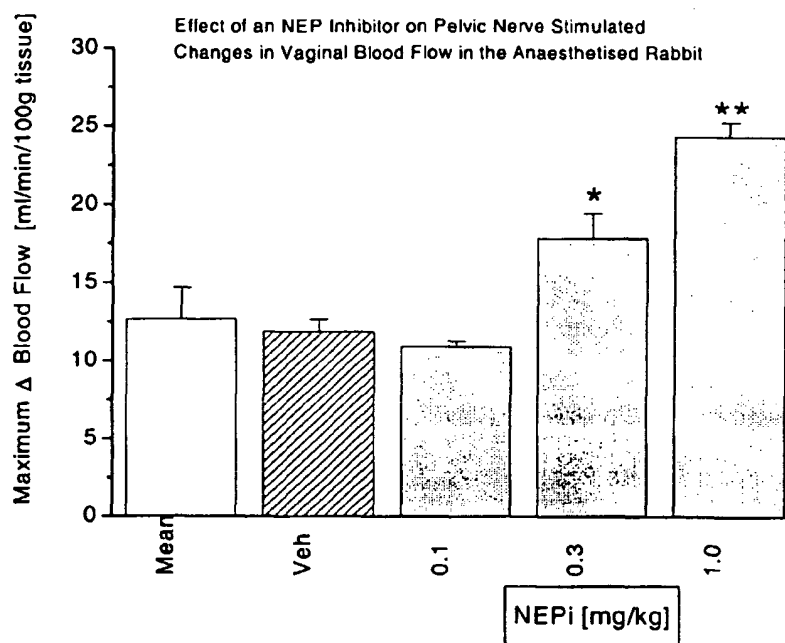 Effect of an NEP Inhibitor on Pelvic Nerve Stimulated
Changes in Vaginal Blood Flow in the Anaesthetised Rabbit
Maximum Δ Blood Flow [ml/min/100g tissue]
30
25
20
15
10
5
0
*
**
Mean
Veh
0.1
0.3
1.0
NEPi [mg/kg]